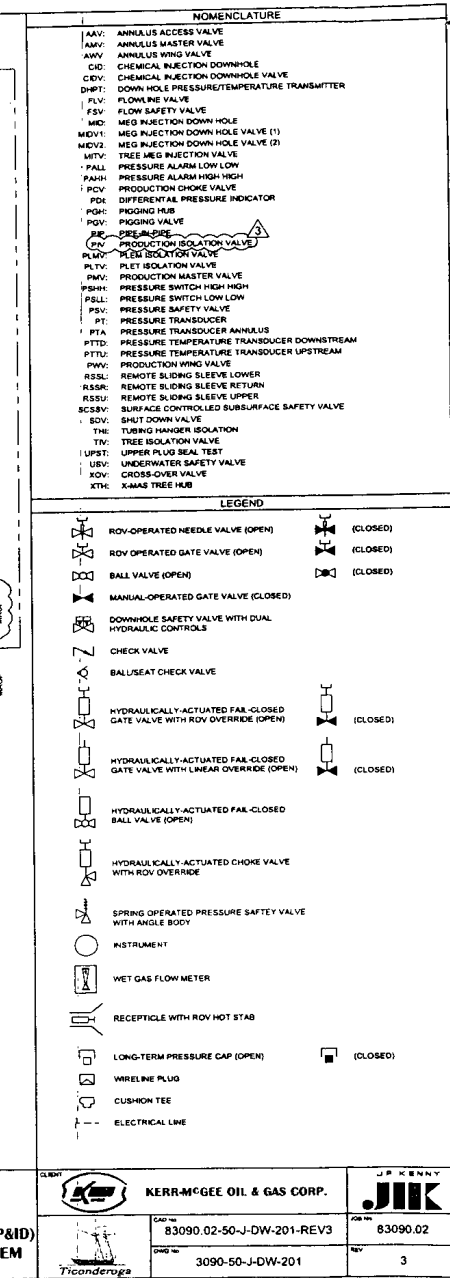 NOMENCLATURE
AAV: ANNULUS ACCESS VALVE
AMV: ANNULUS MASTER VALVE
AWV: ANNULUS WING VALVE
CID: CHEMICAL INJECTION DOWNHOLE
CIDV: CHEMICAL INJECTION DOWNHOLE VALVE
DHPT: DOWN HOLE PRESSURE/TEMPERATURE TRANSMITTER
FLV: FLOWLINE VALVE
FSV: FLOW SAFETY VALVE
MID: MEG INJECTION DOWN HOLE
MIDV1: MEG INJECTION DOWN HOLE VALVE (1)
MIDV2: MEG INJECTION DOWN HOLE VALVE (2)
MITV: TREE MEG INJECTION VALVE
PALL PRESSURE ALARM LOW LOW
PAHH PRESSURE ALARM HIGH HIGH
PCV: PRODUCTION CHOKE VALVE
PDI: DIFFERENTAL PRESSURE INDICATOR
PGH: PIGGING HUB
PGV: PIGGING VALVE
PIP: PIPE-IN-PIPE
3
PIV PRODUCTION ISOLATION VALVE
PLMV: PLEM ISOLATION VALVE
PLTV: PLET ISOLATION VALVE
PMV: PRODUCTION MASTER VALVE
PSHH: PRESSURE SWITCH HIGH HIGH
PSLL: PRESSURE SWITCH LOW LOW
PSV: PRESSURE SAFETY VALVE
PT: PRESSURE TRANSDUCER
PTA PRESSURE TRANSDUCER ANNULUS
PTTD: PRESSURE TEMPERATURE TRANSDUCER DOWNSTREAM
PTTU: PRESSURE TEMPERATURE TRANSDUCER UPSTREAM
PWV: PRODUCTION WING VALVE
RSSL: REMOTE SLIDING SLEEVE LOWER
RSSR: REMOTE SLIDING SLEEVE RETURN
RSSU: REMOTE SLIDING SLEEVE UPPER
SCSSV: SURFACE CONTROLLED SUBSURFACE SAFETY VALVE
SDV: SHUT DOWN VALVE
THI: TUBING HANGER ISOLATION
TIV: TREE ISOLATION VALVE
UPST: UPPER PLUG SEAL TEST
USV: UNDERWATER SAFETY VALVE
XOV: CROSS-OVER VALVE
XTH: X-MAS TREE HUB
LEGEND
ROV-OPERATED NEEDLE VALVE (OPEN) (CLOSED)
ROV OPERATED GATE VALVE (OPEN) (CLOSED)
BALL VALVE (OPEN) (CLOSED)
MANUAL-OPERATED GATE VALVE (CLOSED)
DOWNHOLE SAFETY VALVE WITH DUAL
HYDRAULIC CONTROLS
CHECK VALVE
BALL/SEAT CHECK VALVE
HYDRAULICALLY-ACTUATED FAIL-CLOSED
GATE VALVE WITH ROV OVERRIDE (OPEN) (CLOSED)
HYDRAULICALLY-ACTUATED FAIL-CLOSED
GATE VALVE WITH LINEAR OVERRIDE (OPEN) (CLOSED)
HYDRAULICALLY-ACTUATED FAIL-CLOSED
BALL VALVE (OPEN)
HYDRAULICALLY-ACTUATED CHOKE VALVE
WITH ROV OVERRIDE
SPRING OPERATED PRESSURE SAFTEY VALVE
WITH ANGLE BODY
INSTRUMENT
WET GAS FLOW METER
RECEPTICLE WITH ROV HOT STAB
LONG-TERM PRESSURE CAP (OPEN) (CLOSED)
WIRELINE PLUG
CUSHION TEE
ELECTRICAL LINE
P&ID)
EM
CLIENT
KM
KERR-McGEE OIL & GAS CORP.
J P KENNY
JK
Ticonderoga
CAD No
83090.02-50-J-DW-201-REV3
JOB No
83090.02
DWG No
3090-50-J-DW-201
REV
3